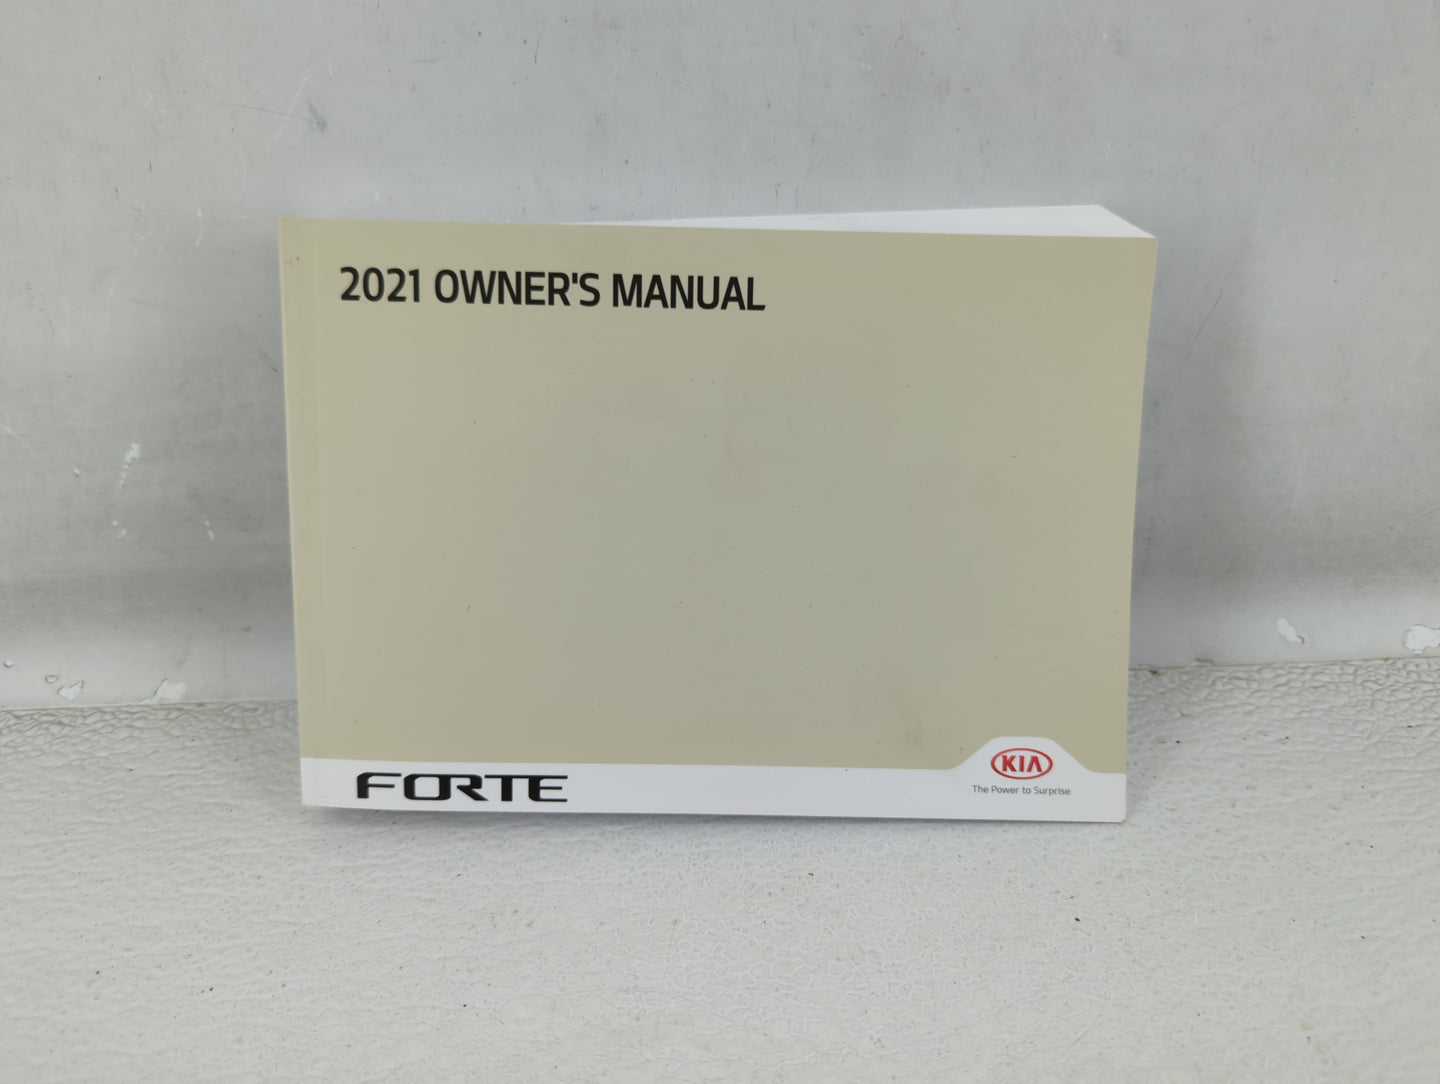 2021 OWNER'S MANUAL
FORTE
KIA
The Power to Surprise